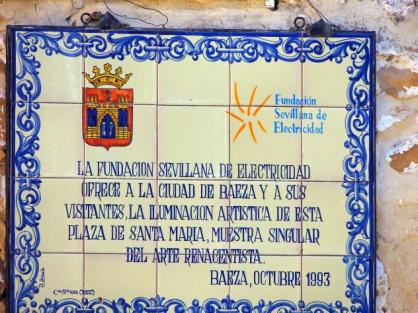 Fundación
Sevillana de
Electricidad
LA FUNDACION SEVILLANA DE ELECTRICIDAD
OFRECE A LA CIUDAD DE BAEZA Y A SUS
VISITANTES, LA ILUMINACION ARTISTICA DE ESTA
PLAZA DE SANTA MARIA, MUESTRA SINGULAR
DEL ARTE RENACENTISTA.
BAEZA, OCTUBRE 1993